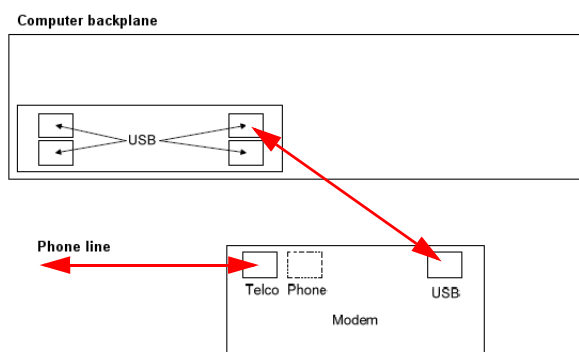 Computer backplane
USB
Phone line
Telco Phone
USB
Modem